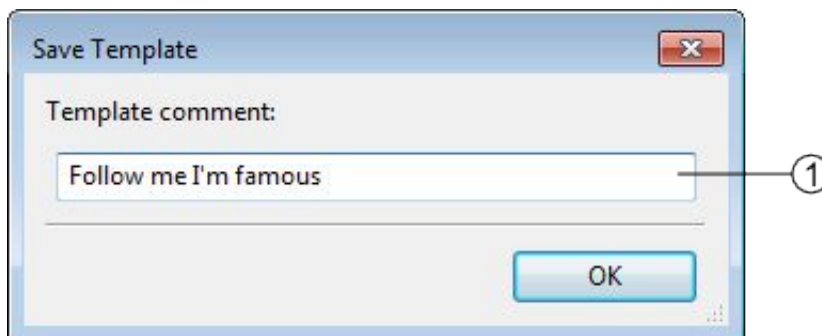 Save Template
Template comment:
Follow me I'm famous
1
OK